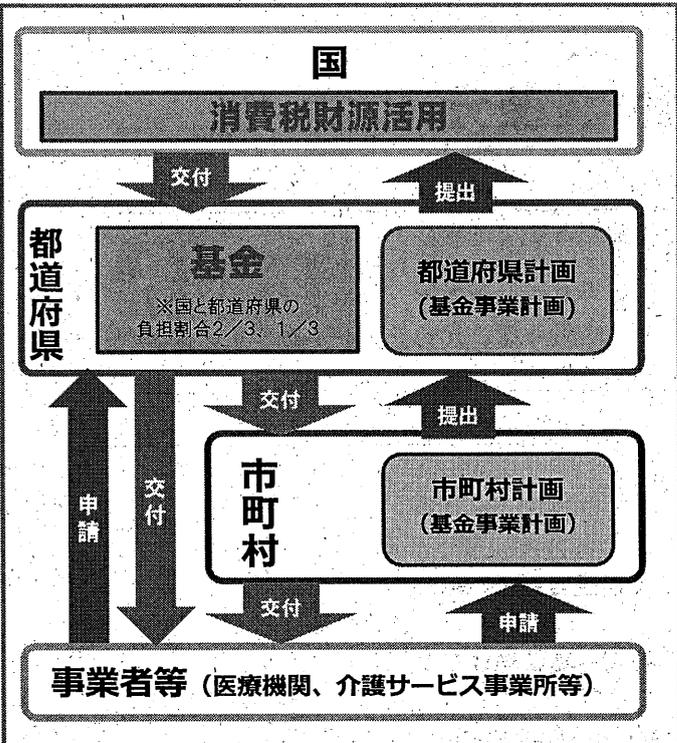 国
消費税財源活用
交付
提出
都道府県
基金
※国と都道府県の
負担割合2／3、1／3
都道府県計画
(基金事業計画)
交付
提出
申請
交付
市町村
市町村計画
(基金事業計画)
交付
申請
事業者等（医療機関、介護サービス事業所等）